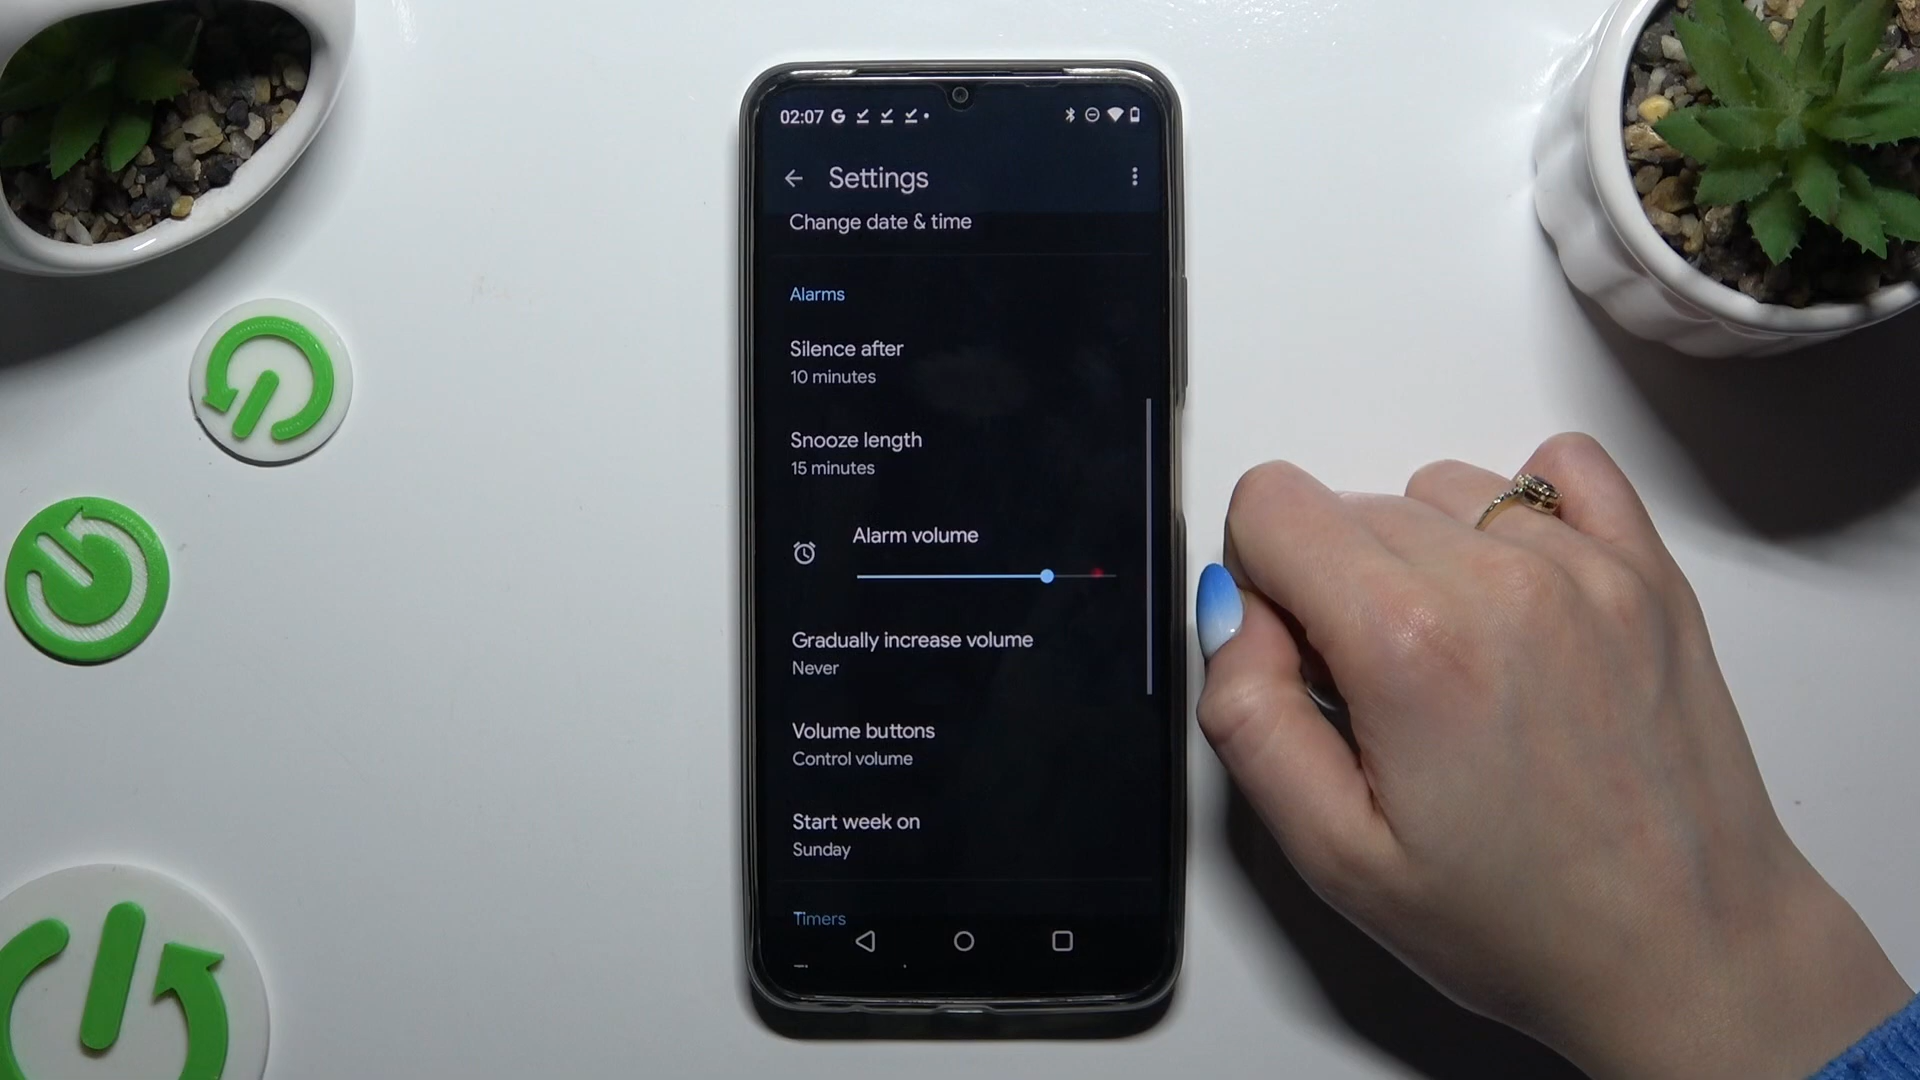 02:07 G
Settings
Change date & time
Alarms
Silence after
10 minutes
Snooze length
15 minutes
Alarm volume
Gradually increase volume
Never
Volume buttons
Control volume
Start week on
Sunday
Timers